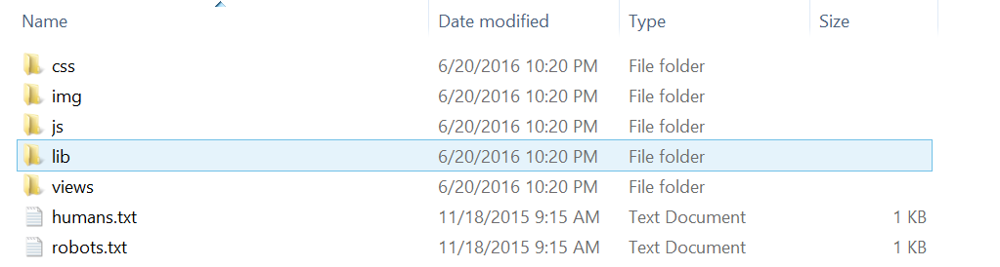 Name Date modified Type Size
css 6/20/2016 10:20 PM File folder
img 6/20/2016 10:20 PM File folder
js 6/20/2016 10:20 PM File folder
lib 6/20/2016 10:20 PM File folder
views 6/20/2016 10:20 PM File folder
humans.txt 11/18/2015 9:15 AM Text Document 1 KB
robots.txt 11/18/2015 9:15 AM Text Document 1 KB